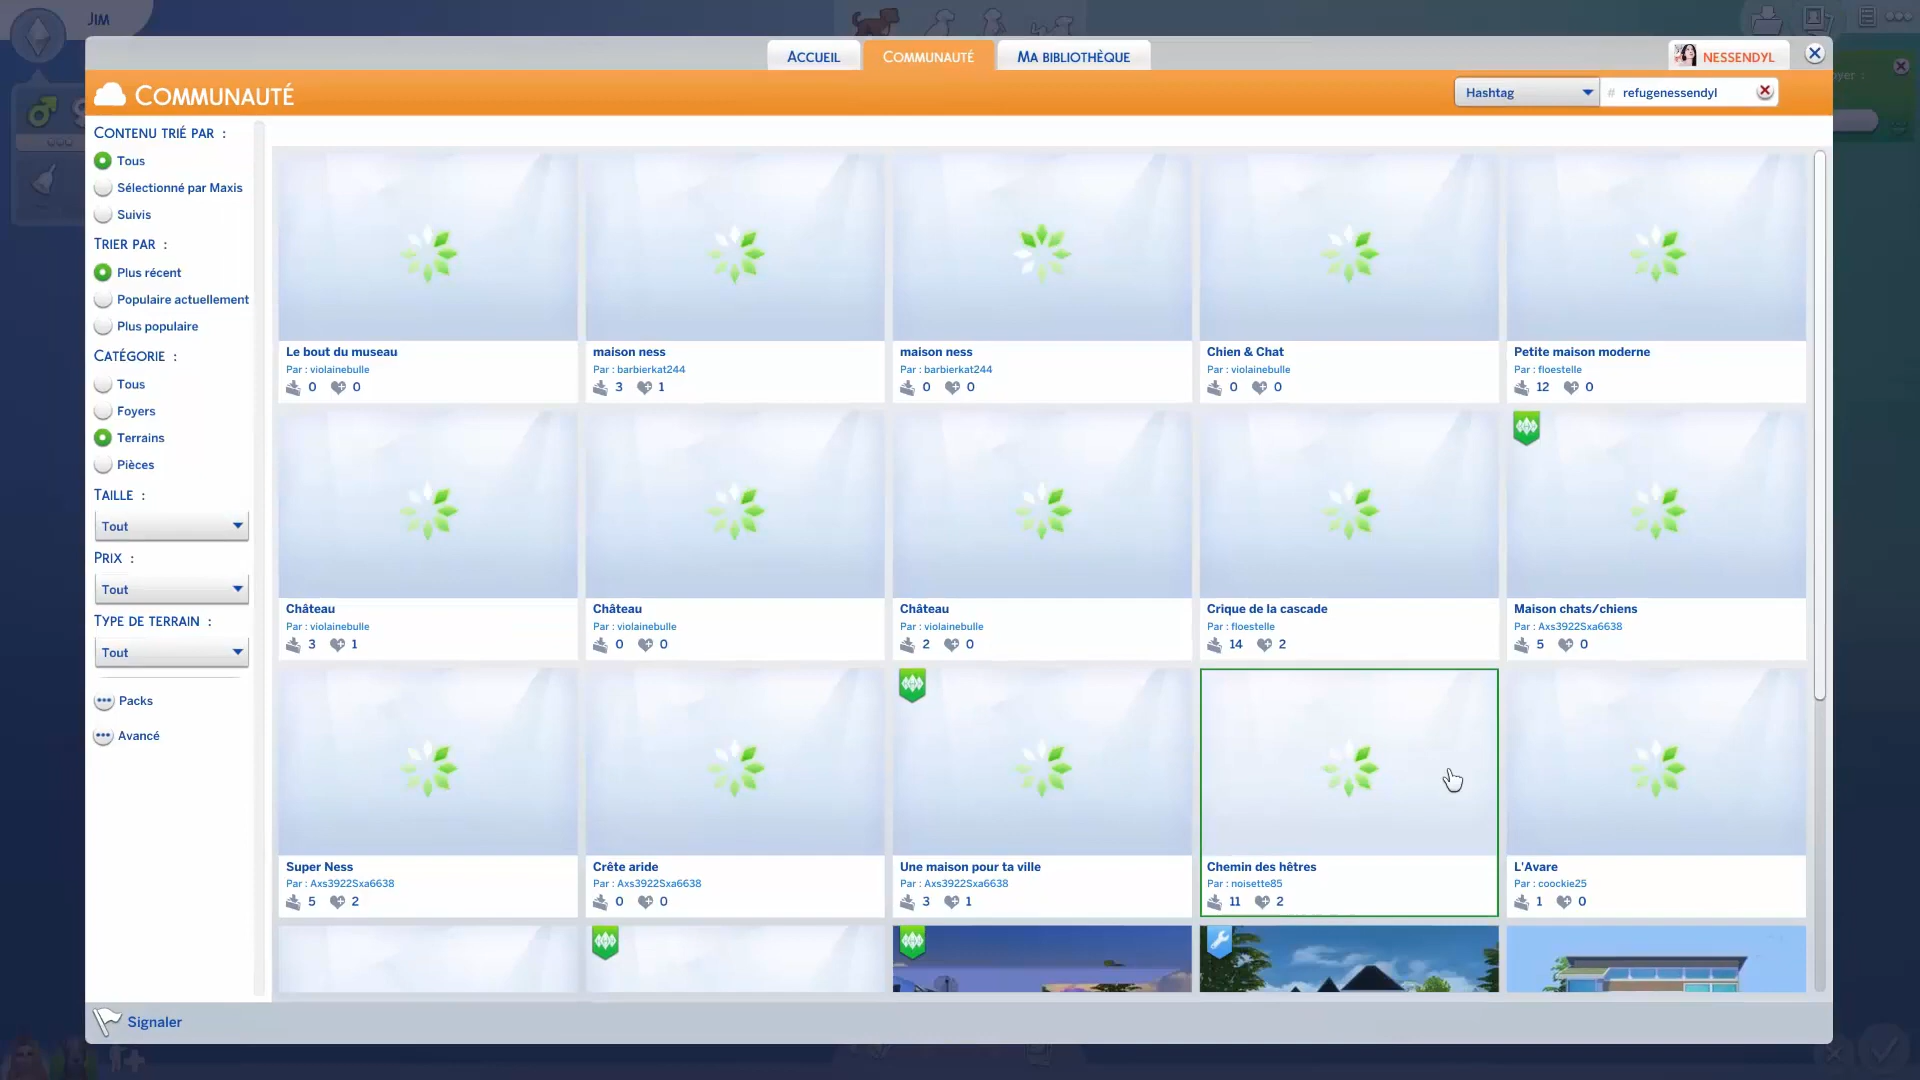 JIM
ACCUEIL
COMMUNAUTÉ
MA BIBLIOTHÈQUE
NESSENDYL
COMMUNAUTÉ
Hashtag
# refugenessendyl
CONTENU TRIÉ PAR :
Tous
Sélectionné par Maxis
Suivis
TRIER PAR :
Plus récent
Populaire actuellement
Plus populaire
CATÉGORIE :
Tous
Foyers
Terrains
Pièces
TAILLE :
Tout
PRIX :
Tout
TYPE DE TERRAIN :
Tout
Packs
Avancé
Le bout du museau
Par : violainebulle
0 0
maison ness
Par : barbierkat244
3 1
maison ness
Par : barbierkat244
0 0
Chien & Chat
Par : violainebulle
0 0
Petite maison moderne
Par : floestelle
12 0
Château
Par : violainebulle
3 1
Château
Par : violainebulle
0 0
Château
Par : violainebulle
2 0
Crique de la cascade
Par : floestelle
14 2
Maison chats/chiens
Par : Axs3922Sxa6638
5 0
Super Ness
Par : Axs3922Sxa6638
5 2
Crête aride
Par : Axs3922Sxa6638
0 0
Une maison pour ta ville
Par : Axs3922Sxa6638
3 1
Chemin des hêtres
Par : noisette85
11 2
L'Avare
Par : coockie25
1 0
Signaler